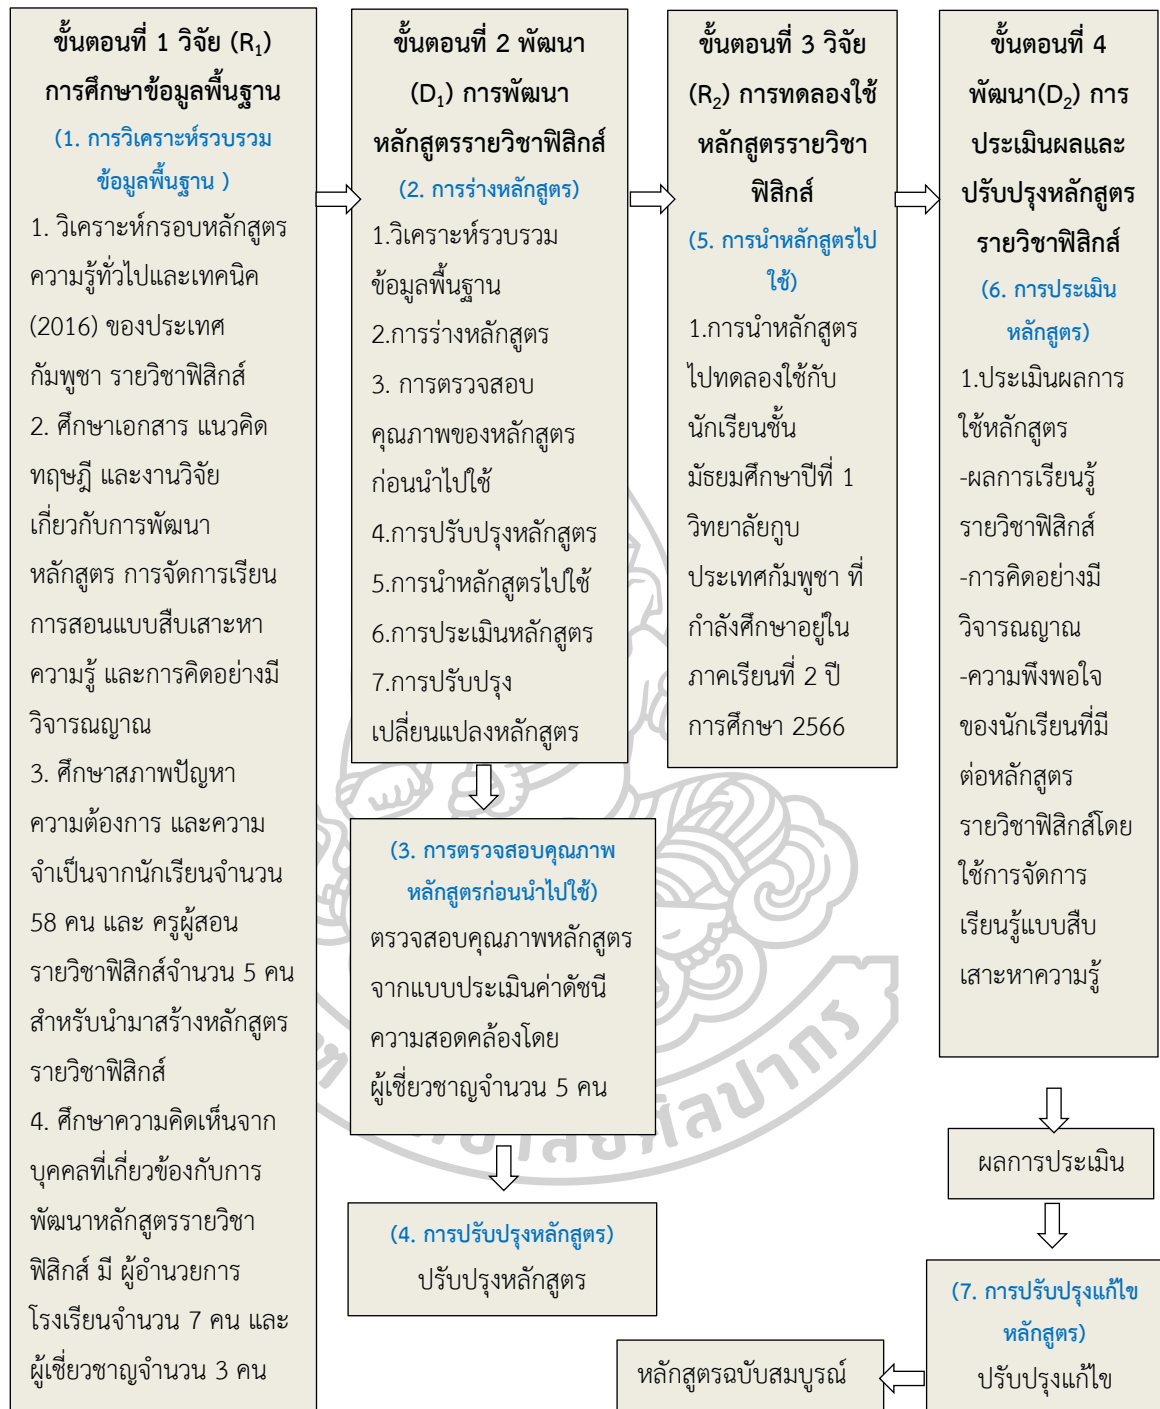 ขั้นตอนที่ 1 วิจัย (R₁)
การศึกษาข้อมูลพื้นฐาน
(1. การวิเคราะห์รวบรวม
ข้อมูลพื้นฐาน )
1. วิเคราะห์กรอบหลักสูตร
ความรู้ทั่วไปและเทคนิค
(2016) ของประเทศ
กัมพูชา รายวิชาฟิสิกส์
2. ศึกษาเอกสาร แนวคิด
ทฤษฎี และงานวิจัย
เกี่ยวกับการพัฒนา
หลักสูตร การจัดการเรียน
การสอนแบบสืบเสาะหา
ความรู้ และการคิดอย่างมี
วิจารณญาณ
3. ศึกษาสภาพปัญหา
ความต้องการ และความ
จำเป็นจากนักเรียนจำนวน
58 คน และ ครูผู้สอน
รายวิชาฟิสิกส์จำนวน 5 คน
สำหรับนำมาสร้างหลักสูตร
รายวิชาฟิสิกส์
4. ศึกษาความคิดเห็นจาก
บุคคลที่เกี่ยวข้องกับการ
พัฒนาหลักสูตรรายวิชา
ฟิสิกส์ มี ผู้อำนวยการ
โรงเรียนจำนวน 7 คน และ
ผู้เชี่ยวชาญจำนวน 3 คน
ขั้นตอนที่ 2 พัฒนา
(D₁) การพัฒนา
หลักสูตรรายวิชาฟิสิกส์
(2. การร่างหลักสูตร)
1.วิเคราะห์รวบรวม
ข้อมูลพื้นฐาน
2.การร่างหลักสูตร
3. การตรวจสอบ
คุณภาพของหลักสูตร
ก่อนนำไปใช้
4.การปรับปรุงหลักสูตร
5.การนำหลักสูตรไปใช้
6.การประเมินหลักสูตร
7.การปรับปรุง
เปลี่ยนแปลงหลักสูตร
(3. การตรวจสอบคุณภาพ
หลักสูตรก่อนนำไปใช้)
ตรวจสอบคุณภาพหลักสูตร
จากแบบประเมินค่าดัชนี
ความสอดคล้องโดย
ผู้เชี่ยวชาญจำนวน 5 คน
(4. การปรับปรุงหลักสูตร)
ปรับปรุงหลักสูตร
ขั้นตอนที่ 3 วิจัย
(R₂) การทดลองใช้
หลักสูตรรายวิชา
ฟิสิกส์
(5. การนำหลักสูตรไป
ใช้)
1.การนำหลักสูตร
ไปทดลองใช้กับ
นักเรียนชั้น
มัธยมศึกษาปีที่ 1
วิทยาลัยกูบ
ประเทศกัมพูชา ที่
กำลังศึกษาอยู่ใน
ภาคเรียนที่ 2 ปี
การศึกษา 2566
ขั้นตอนที่ 4
พัฒนา(D₂) การ
ประเมินผลและ
ปรับปรุงหลักสูตร
รายวิชาฟิสิกส์
(6. การประเมิน
หลักสูตร)
1.ประเมินผลการ
ใช้หลักสูตร
-ผลการเรียนรู้
รายวิชาฟิสิกส์
-การคิดอย่างมี
วิจารณญาณ
-ความพึงพอใจ
ของนักเรียนที่มี
ต่อหลักสูตร
รายวิชาฟิสิกส์โดย
ใช้การจัดการ
เรียนรู้แบบสืบ
เสาะหาความรู้
ผลการประเมิน
(7. การปรับปรุงแก้ไข
หลักสูตร)
ปรับปรุงแก้ไข
หลักสูตรฉบับสมบูรณ์